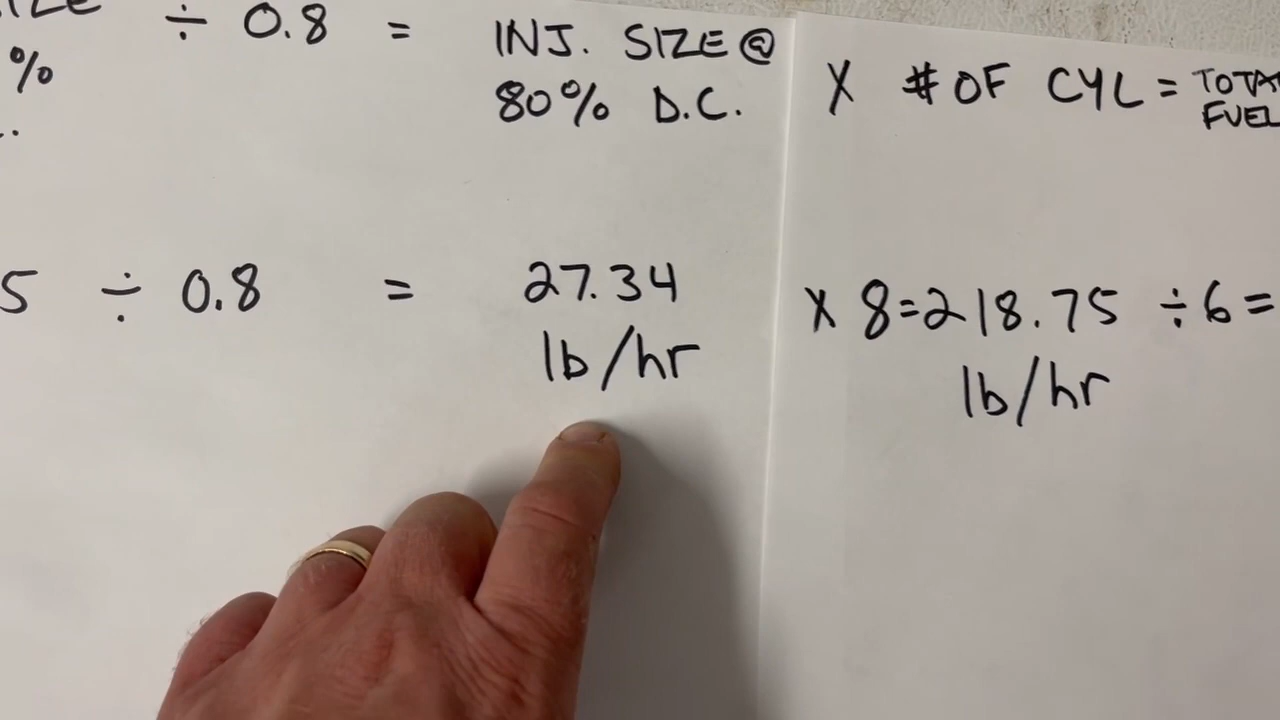 ÷ 0.8 = INJ. SIZE @
% 80% D.C. X # OF CYL = TOTA
FUEL
5 ÷ 0.8 = 27.34 X 8=218.75 ÷6=
lb/hr lb/hr